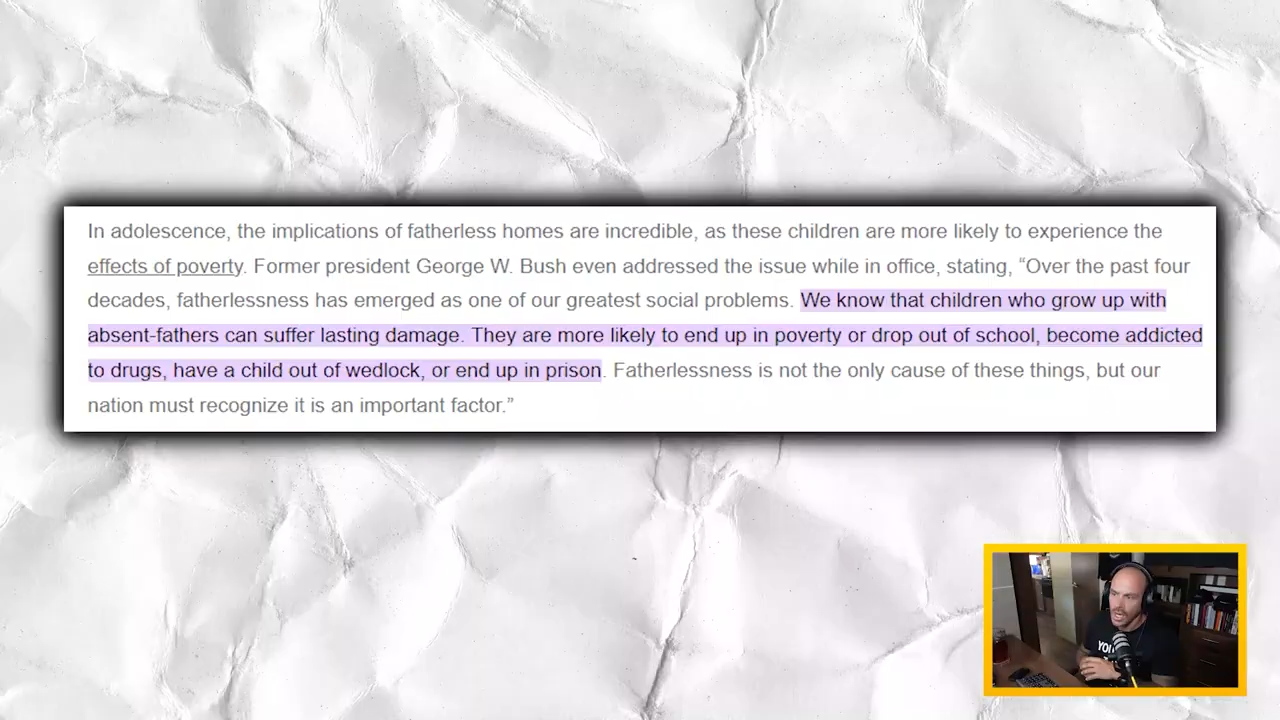 In adolescence, the implications of fatherless homes are incredible, as these children are more likely to experience the
effects of poverty. Former president George W. Bush even addressed the issue while in office, stating, “Over the past four
decades, fatherlessness has emerged as one of our greatest social problems. We know that children who grow up with
absent-fathers can suffer lasting damage. They are more likely to end up in poverty or drop out of school, become addicted
to drugs, have a child out of wedlock, or end up in prison. Fatherlessness is not the only cause of these things, but our
nation must recognize it is an important factor.”